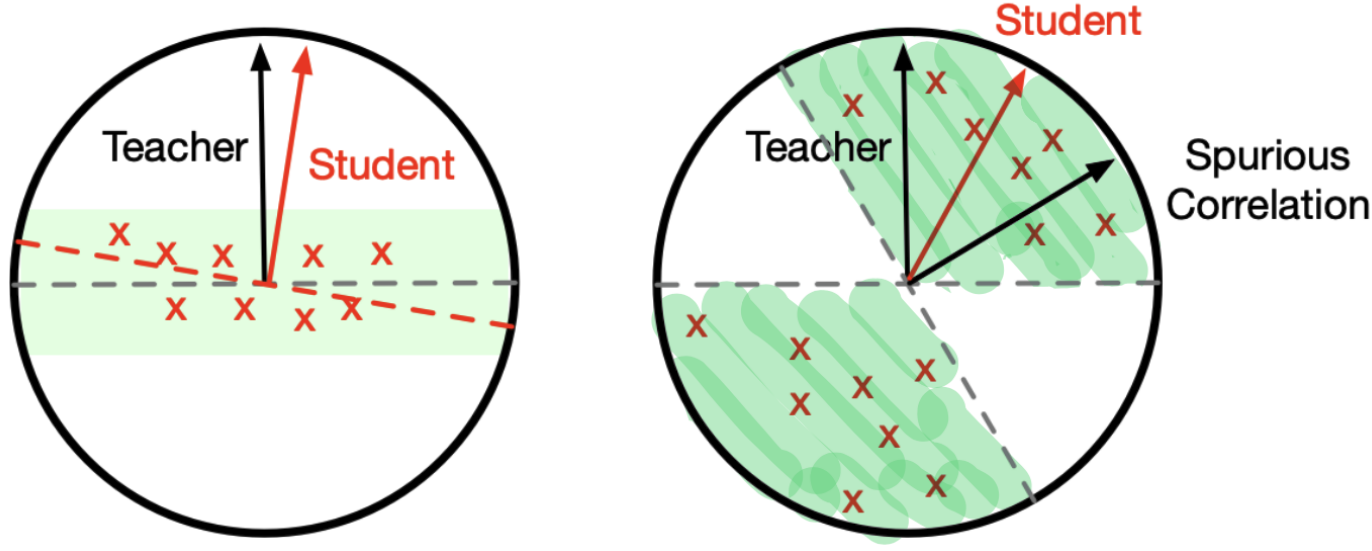 Teacher
Student
Student
Teacher
Spurious
Correlation